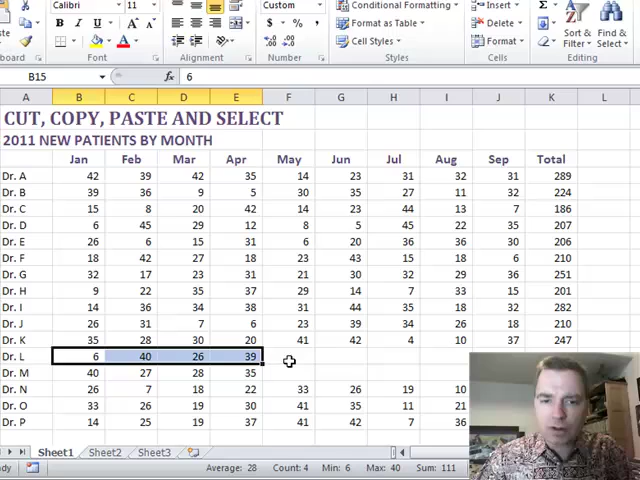 Calibri 11 Custom Conditional Formatting Insert
B I U $ % , Format as Table Delete Sort & Filter Find & Select
A Cell Styles Format
Clipboard Font Alignment Number Styles Cells Editing
B15 fx 6
A B C D E F G H I J K L
CUT, COPY, PASTE AND SELECT
2011 NEW PATIENTS BY MONTH
Jan Feb Mar Apr May Jun Jul Aug Sep Total
Dr. A 42 39 42 35 14 23 31 32 31 289
Dr. B 39 36 9 5 30 35 27 11 32 224
Dr. C 15 8 20 42 14 23 44 13 7 186
Dr. D 6 45 29 12 8 5 45 22 35 207
Dr. E 26 6 15 31 6 20 36 36 30 206
Dr. F 18 42 27 18 23 43 15 18 6 210
Dr. G 32 17 23 31 21 30 32 29 36 251
Dr. H 9 22 35 37 29 14 7 33 15 201
Dr. I 14 36 34 38 31 44 35 18 32 282
Dr. J 26 31 7 6 23 39 34 26 18 210
Dr. K 35 28 30 20 41 42 4 10 37 247
Dr. L 6 40 26 39
Dr. M 40 27 28 35
Dr. N 26 7 18 22 33 26 19 10
Dr. O 33 26 19 30 41 35 11 21
Dr. P 14 25 19 37 41 42 7 36
Sheet1 Sheet2 Sheet3
Average: 28 Count: 4 Min: 6 Max: 40 Sum: 111